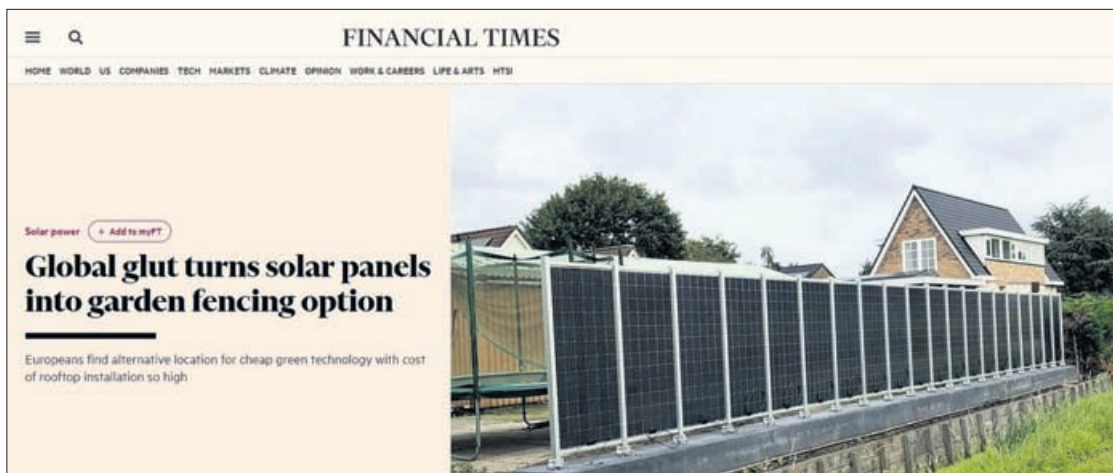 FINANCIAL TIMES
HOME WORLD US COMPANIES TECH MARKETS CLIMATE OPINION WORK & CAREERS LIFE & ARTS HTSI
Solar power + Add to myFT
Global glut turns solar panels
into garden fencing option
Europeans find alternative location for cheap green technology with cost
of rooftop installation so high